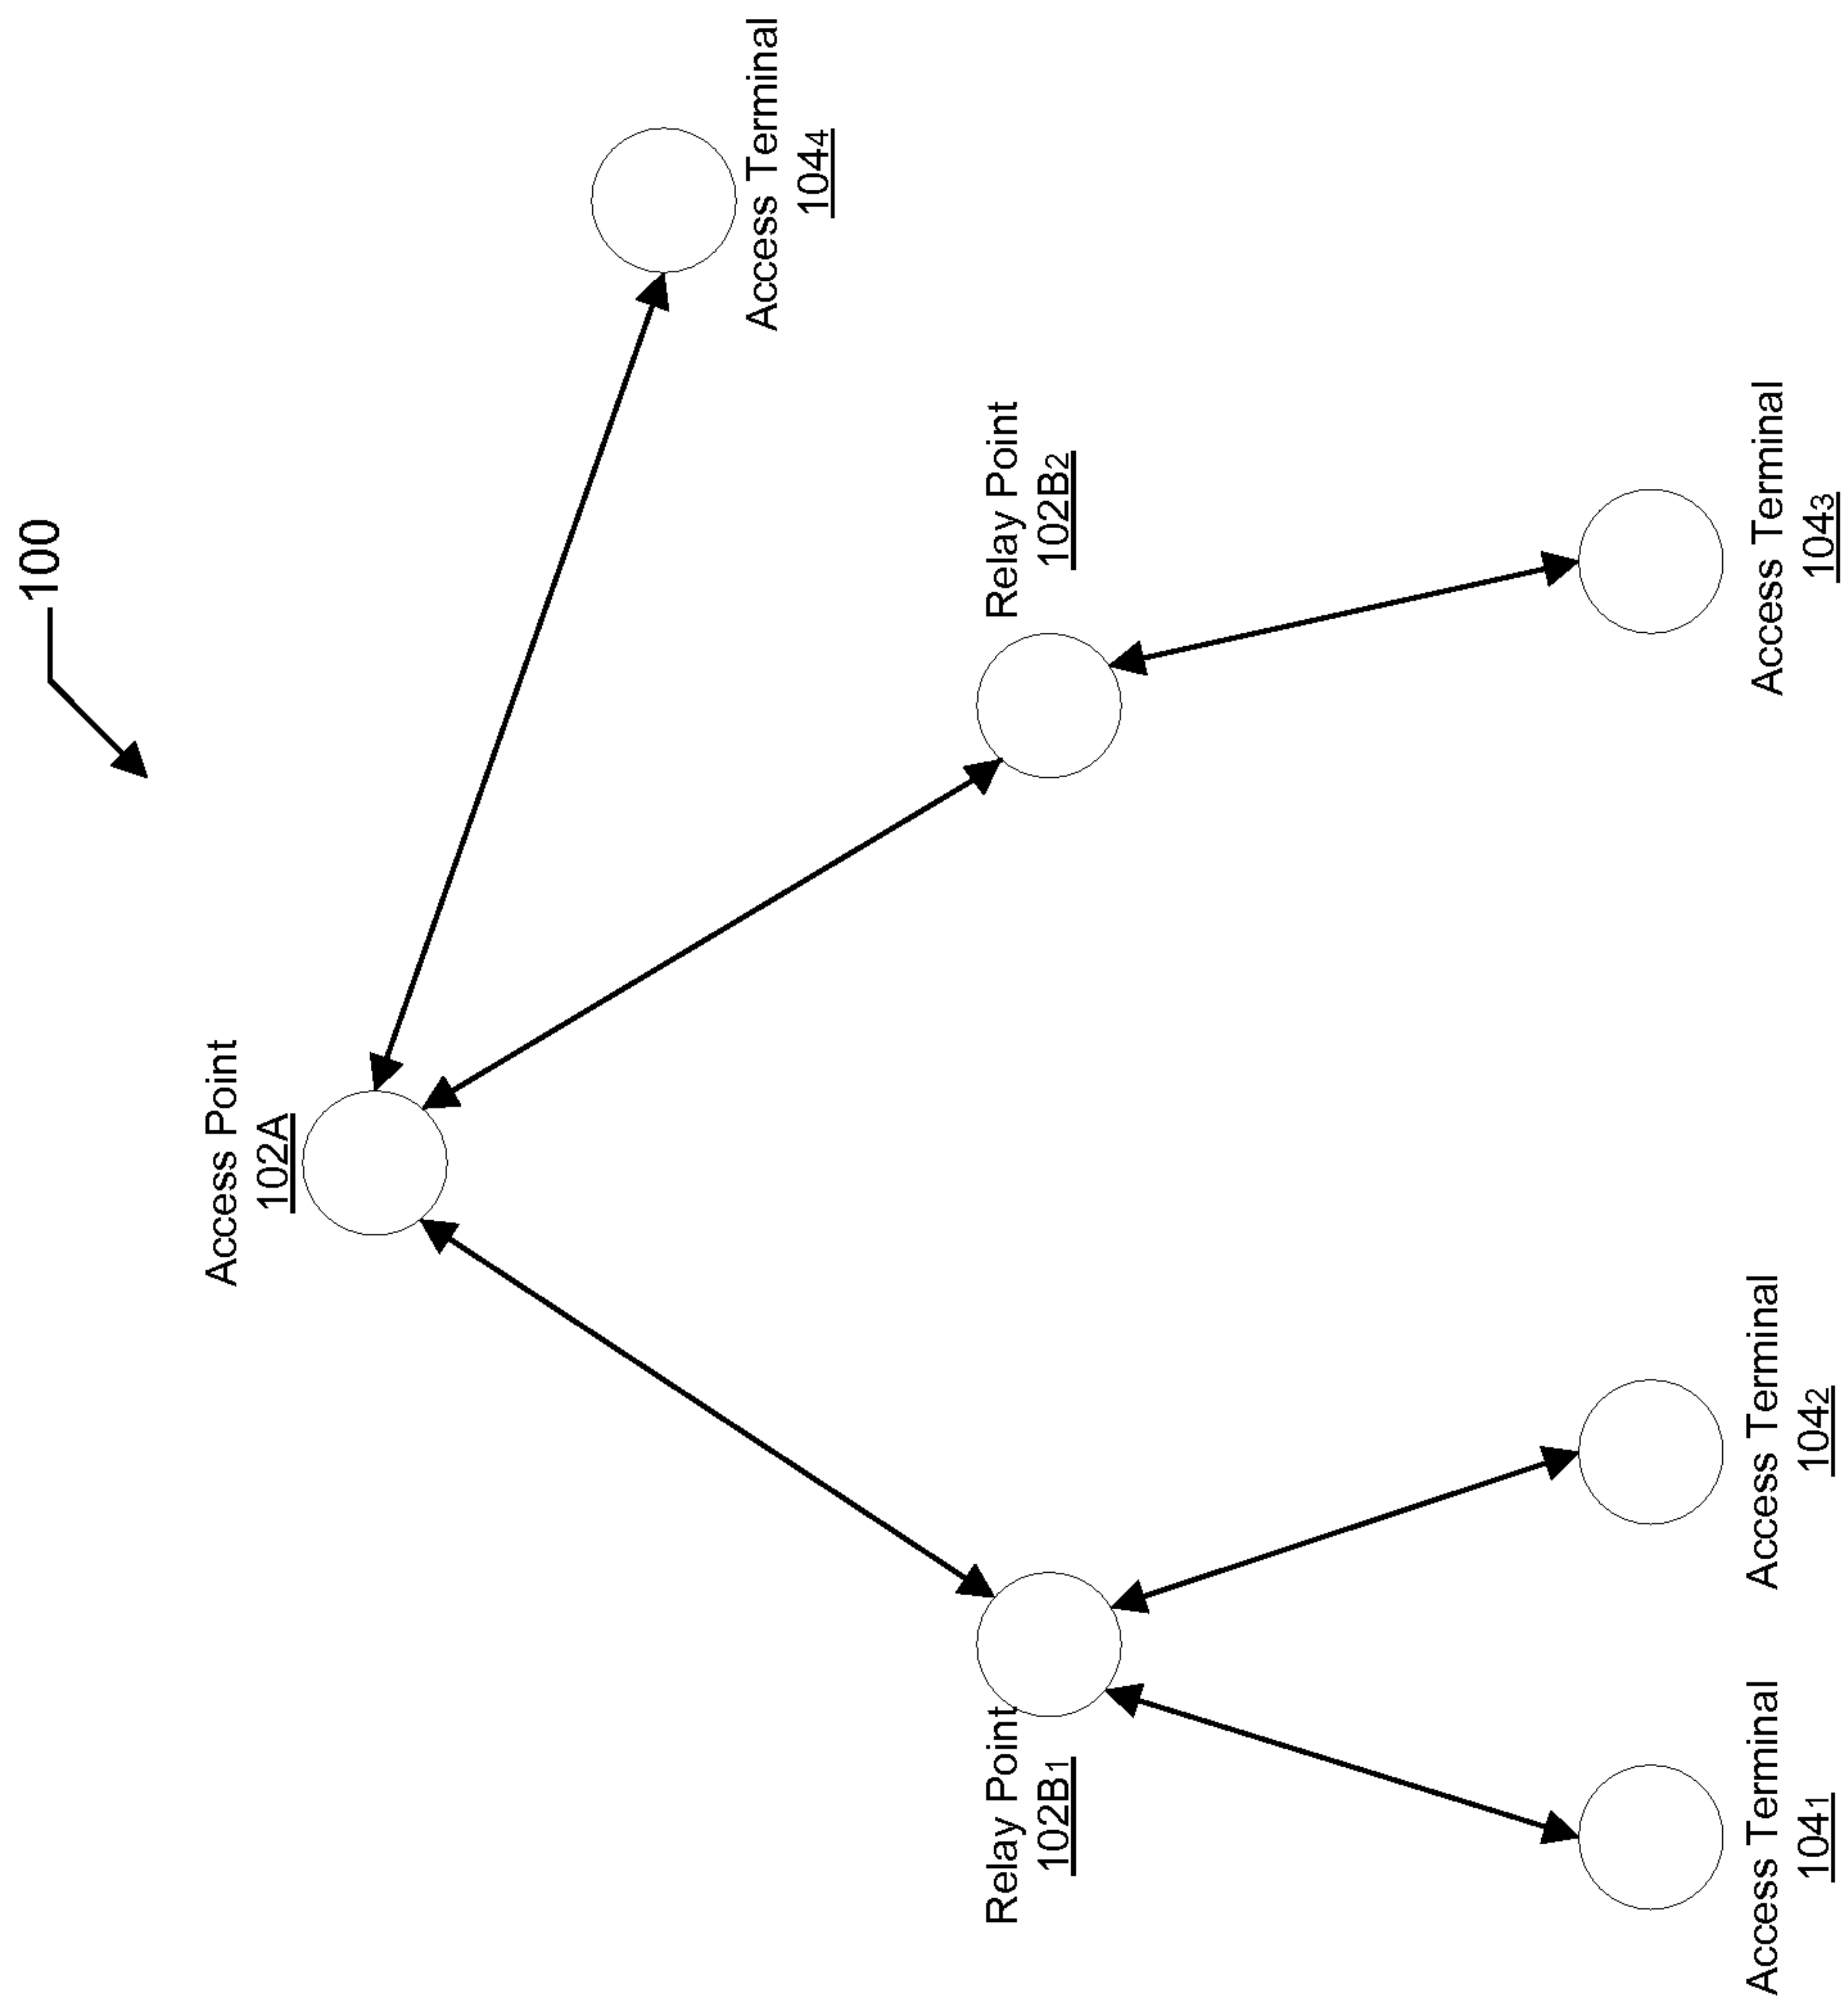 100
Access Point
102A
Access Terminal
104₄
Relay Point
102B₁
Relay Point
102B₂
Access Terminal
104₁
Access Terminal
104₂
Access Terminal
104₃